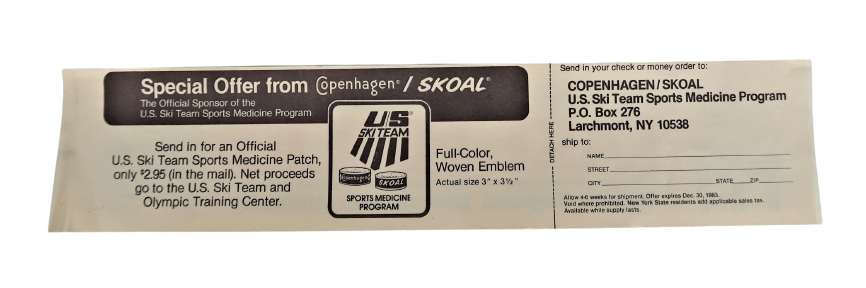 Special Offer from Copenhagen® / SKOAL®
The Official Sponsor of the
U.S. Ski Team Sports Medicine Program
Send in for an Official
U.S. Ski Team Sports Medicine Patch,
only $2.95 (in the mail). Net proceeds
go to the U.S. Ski Team and
Olympic Training Center.
US
SKI TEAM
Copenhagen
SKOAL
SPORTS MEDICINE
PROGRAM
Full-Color,
Woven Emblem
Actual size 3" x 3½"
DETACH HERE
Send in your check or money order to:
COPENHAGEN/SKOAL
U.S. Ski Team Sports Medicine Program
P.O. Box 276
Larchmont, NY 10538
ship to:
NAME
STREET
CITY STATE ZIP
Allow 4-6 weeks for shipment. Offer expires Dec. 30, 1983.
Void where prohibited. New York State residents add applicable sales tax.
Available while supply lasts.